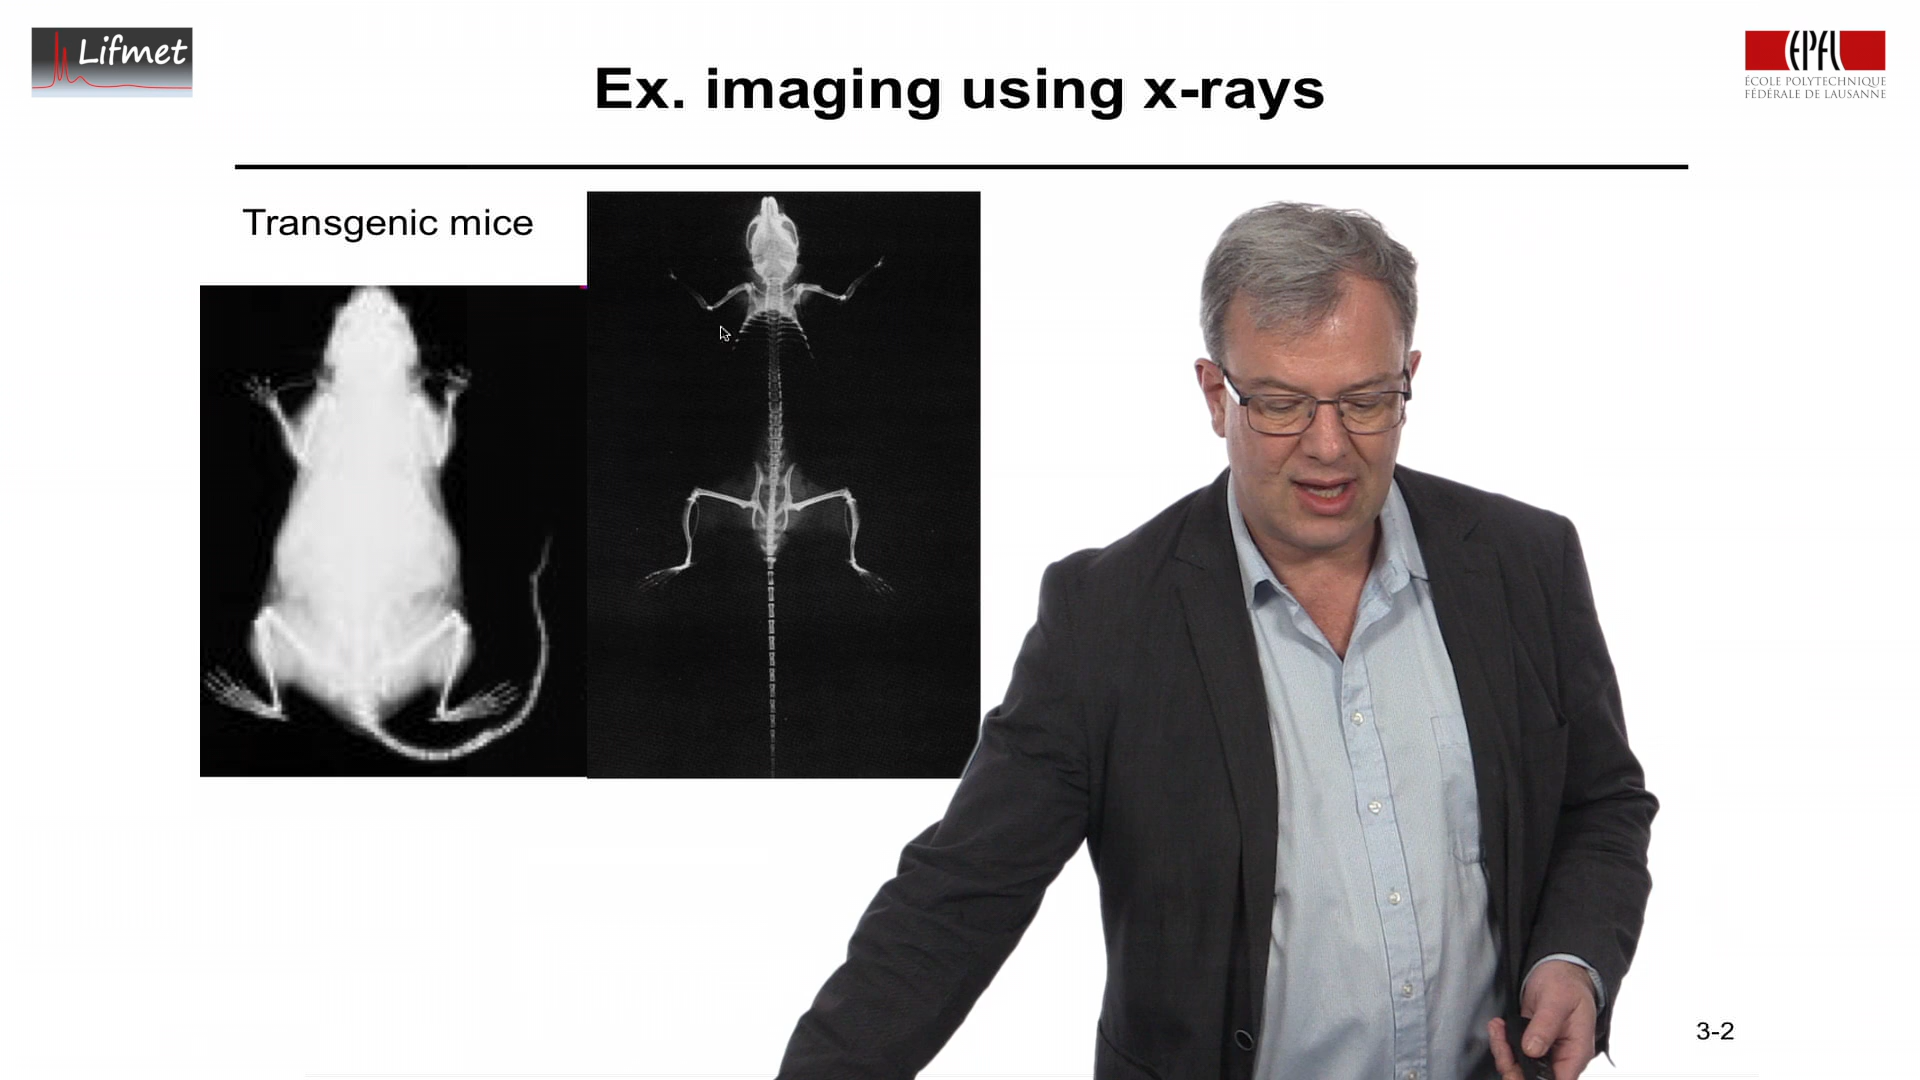 Lifmet
Ex. imaging using x-rays
EPFL
ÉCOLE POLYTECHNIQUE
FÉDÉRALE DE LAUSANNE
Transgenic mice
3-2